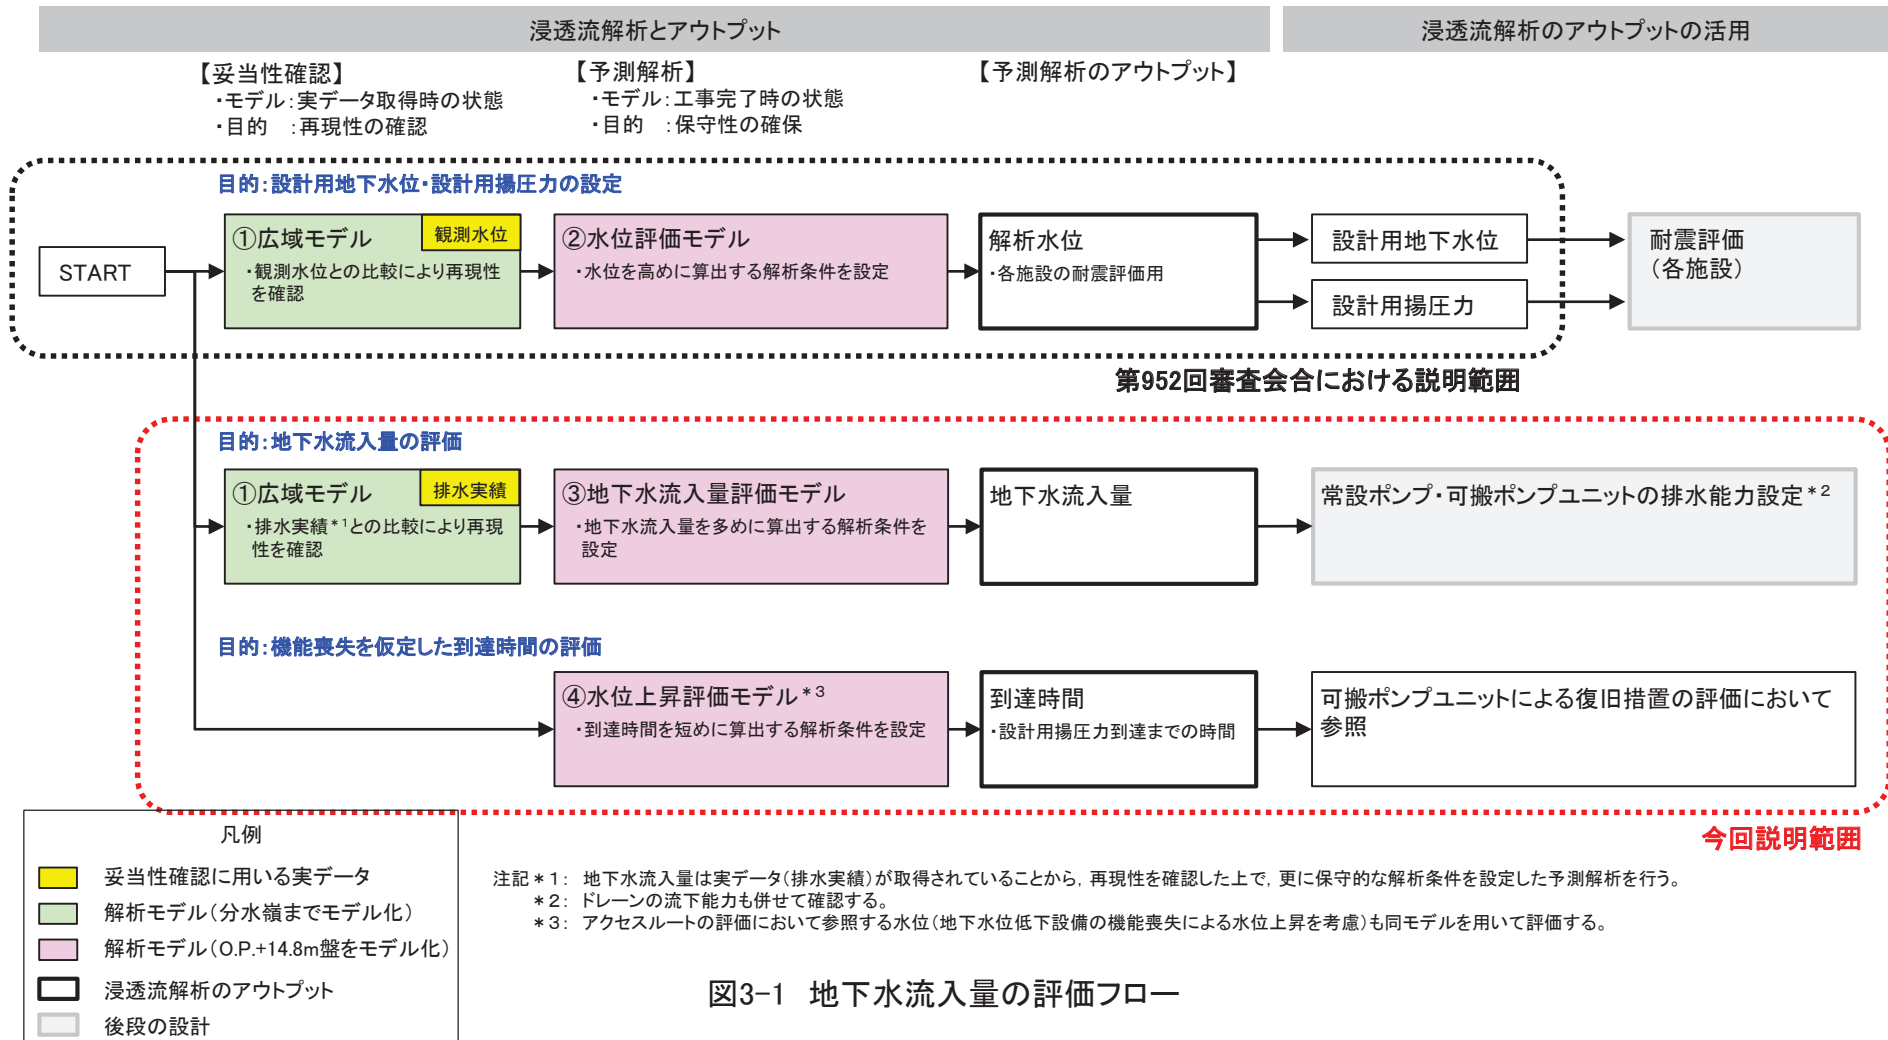 浸透流解析とアウトプット
浸透流解析のアウトプットの活用
【妥当性確認】
・モデル：実データ取得時の状態
・目的　：再現性の確認
【予測解析】
・モデル：工事完了時の状態
・目的　：保守性の確保
【予測解析のアウトプット】
目的：設計用地下水位・設計用揚圧力の設定
START
①広域モデル
観測水位
・観測水位との比較により再現性
を確認
②水位評価モデル
・水位を高めに算出する解析条件を設定
解析水位
・各施設の耐震評価用
設計用地下水位
設計用揚圧力
耐震評価
（各施設）
第952回審査会合における説明範囲
目的：地下水流入量の評価
①広域モデル
排水実績
・排水実績＊１との比較により再現
性を確認
③地下水流入量評価モデル
・地下水流入量を多めに算出する解析条件を
設定
地下水流入量
常設ポンプ・可搬ポンプユニットの排水能力設定＊２
目的：機能喪失を仮定した到達時間の評価
④水位上昇評価モデル＊３
・到達時間を短めに算出する解析条件を設定
到達時間
・設計用揚圧力到達までの時間
可搬ポンプユニットによる復旧措置の評価において
参照
今回説明範囲
凡例
妥当性確認に用いる実データ
解析モデル（分水嶺までモデル化）
解析モデル（O.P.+14.8m盤をモデル化）
浸透流解析のアウトプット
後段の設計
注記＊１：　地下水流入量は実データ（排水実績）が取得されていることから，再現性を確認した上で，更に保守的な解析条件を設定した予測解析を行う。
＊２：　ドレーンの流下能力も併せて確認する。
＊３：　アクセスルートの評価において参照する水位（地下水位低下設備の機能喪失による水位上昇を考慮）も同モデルを用いて評価する。
図3-1　地下水流入量の評価フロー